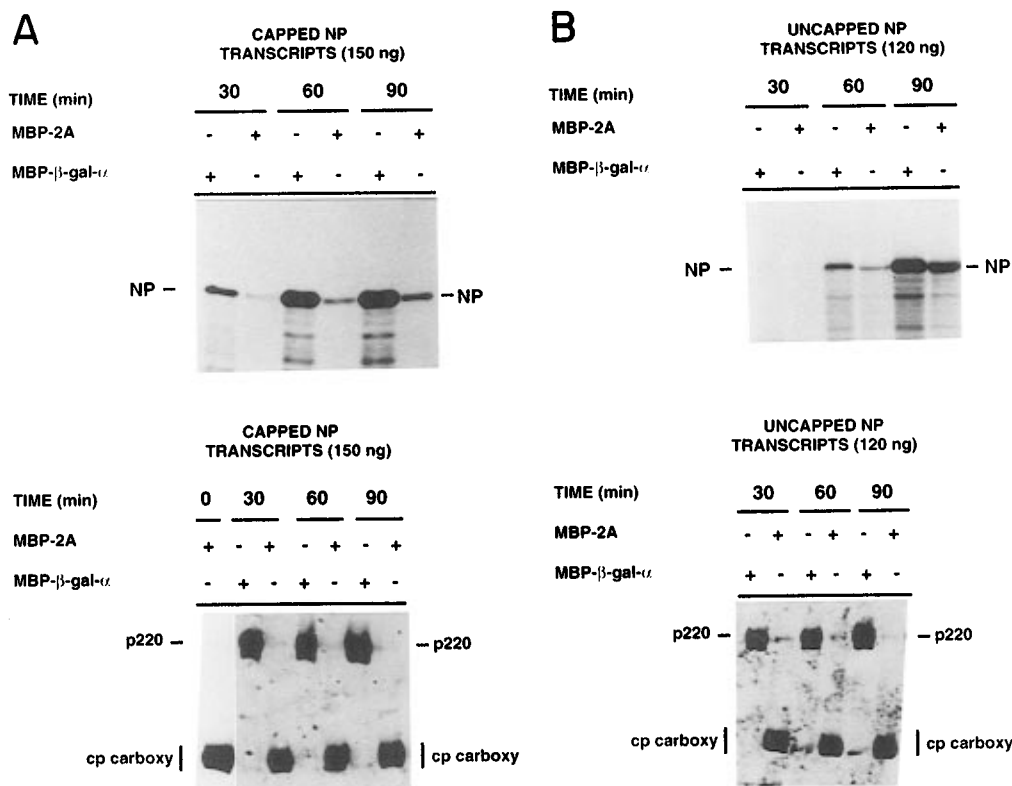 A
CAPPED NP
TRANSCRIPTS (150 ng)
TIME (min) 30 60 90
MBP-2A - + - + - +
MBP-β-gal-α + - + - + -
NP – – NP
B
UNCAPPED NP
TRANSCRIPTS (120 ng)
TIME (min) 30 60 90
MBP-2A - + - + - +
MBP-β-gal-α + - + - + -
NP – – NP
CAPPED NP
TRANSCRIPTS (150 ng)
TIME (min) 0 30 60 90
MBP-2A + - + - + - +
MBP-β-gal-α - + - + - + -
p220 – – p220
cp carboxy cp carboxy
UNCAPPED NP
TRANSCRIPTS (120 ng)
TIME (min) 30 60 90
MBP-2A - + - + - +
MBP-β-gal-α + - + - + -
p220 – – p220
cp carboxy cp carboxy